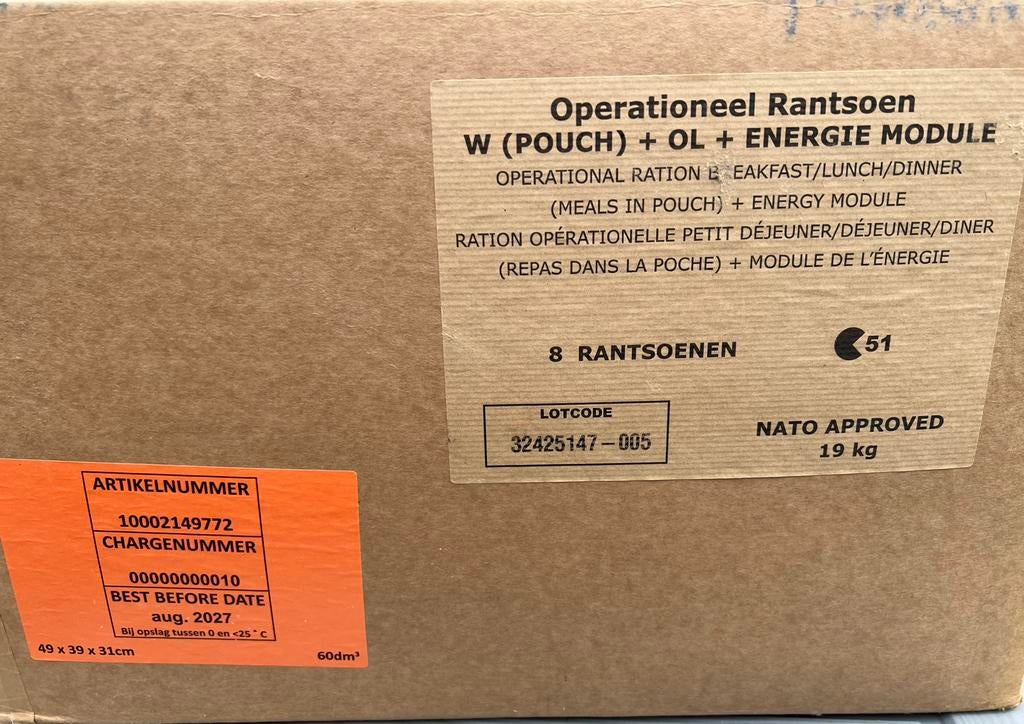 Operationeel Rantsoen
W (POUCH) + OL + ENERGIE MODULE
OPERATIONAL RATION B EAKFAST/LUNCH/DINNER
(MEALS IN POUCH) + ENERGY MODULE
RATION OPÉRATIONELLE PETIT DÉJEUNER/DÉJEUNER/DINER
(REPAS DANS LA POCHE) + MODULE DE L'ÉNERGIE
8 RANTSOENEN
51
LOTCODE
32425147-005
NATO APPROVED
19 kg
ARTIKELNUMMER
10002149772
CHARGENUMMER
00000000010
BEST BEFORE DATE
aug. 2027
Bij opslag tussen 0 en <25 ° C
49 x 39 x 31cm
60dm³